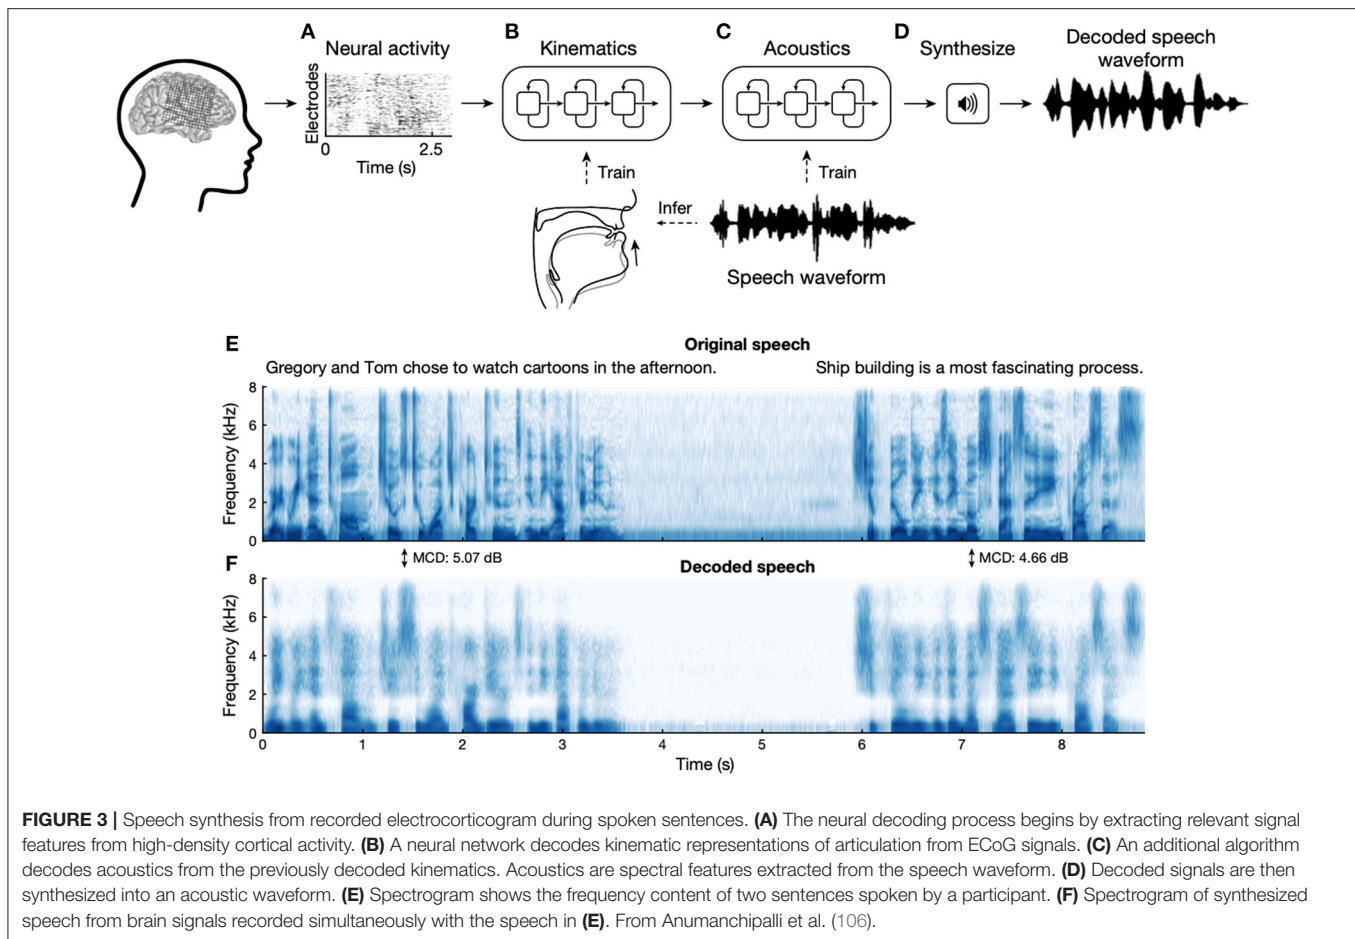 A
Neural activity
Electrodes
0
2.5
Time (s)
B
Kinematics
Train
C
Acoustics
Train
Infer
Speech waveform
D
Synthesize
Decoded speech
waveform
E
Original speech
Gregory and Tom chose to watch cartoons in the afternoon.
Ship building is a most fascinating process.
Frequency (kHz)
8
6
4
2
0
MCD: 5.07 dB
MCD: 4.66 dB
F
Decoded speech
Frequency (kHz)
8
6
4
2
0
0 1 2 3 4 5 6 7 8
Time (s)
FIGURE 3 | Speech synthesis from recorded electrocorticogram during spoken sentences. (A) The neural decoding process begins by extracting relevant signal
features from high-density cortical activity. (B) A neural network decodes kinematic representations of articulation from ECoG signals. (C) An additional algorithm
decodes acoustics from the previously decoded kinematics. Acoustics are spectral features extracted from the speech waveform. (D) Decoded signals are then
synthesized into an acoustic waveform. (E) Spectrogram shows the frequency content of two sentences spoken by a participant. (F) Spectrogram of synthesized
speech from brain signals recorded simultaneously with the speech in (E). From Anumanchipalli et al. (106).